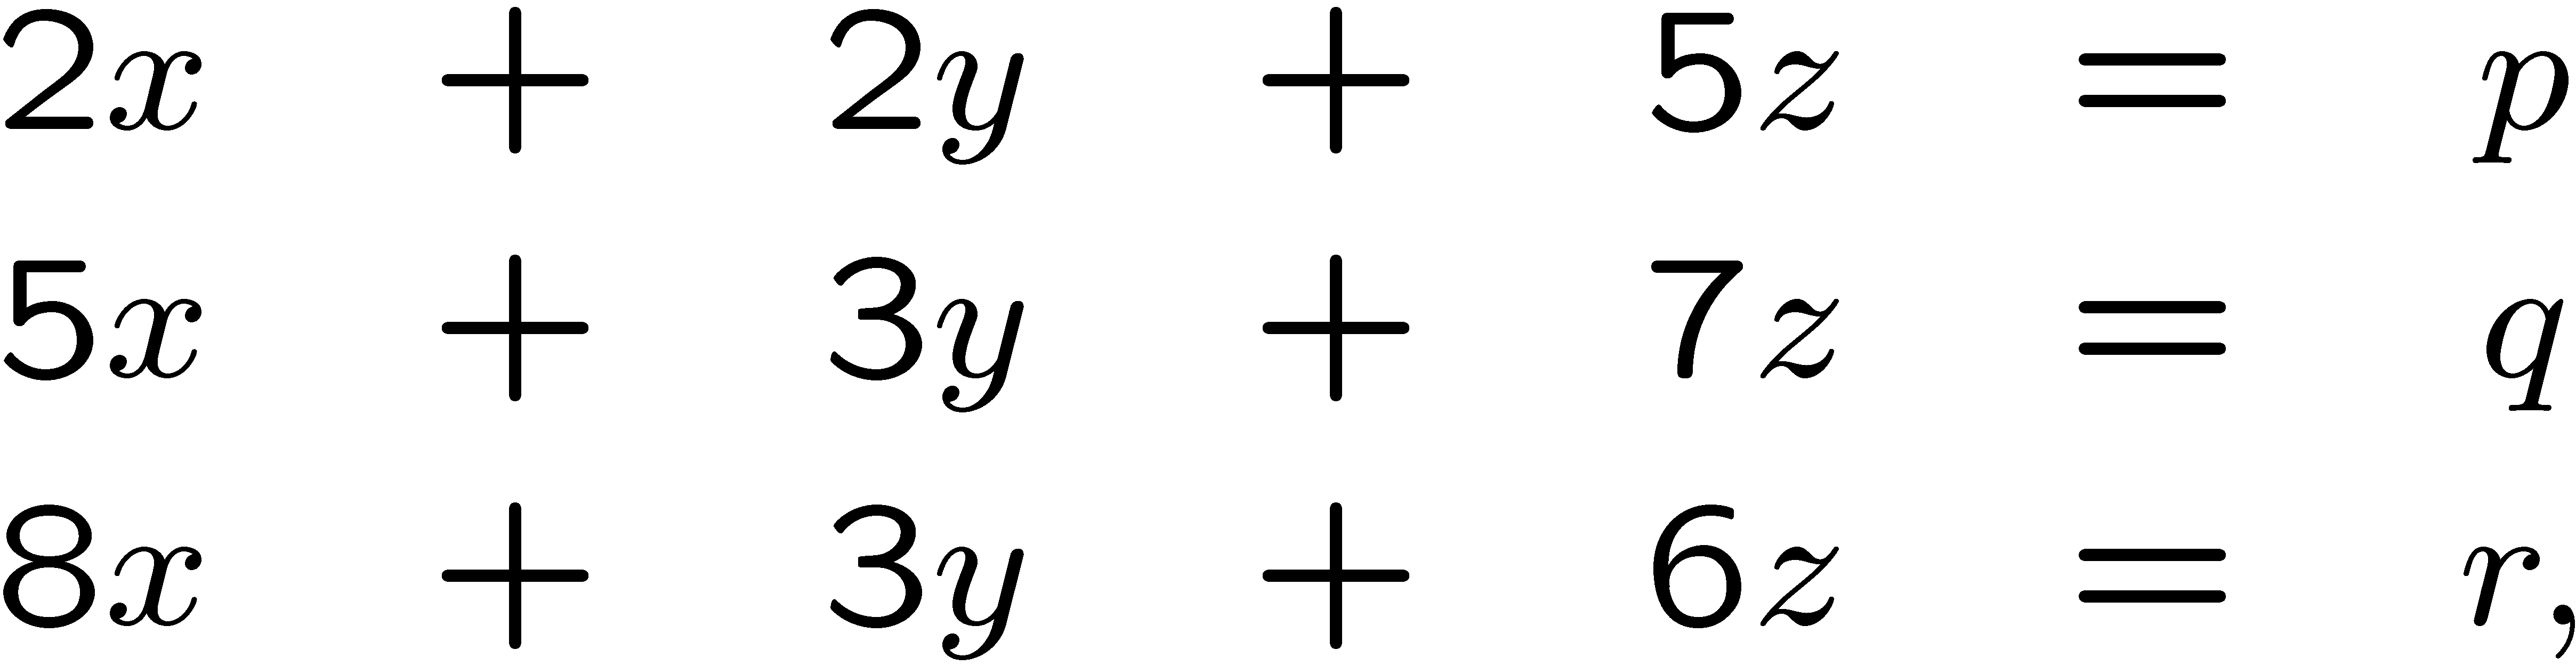 2x + 2y + 5z = p
5x + 3y + 7z = q
8x + 3y + 6z = r,